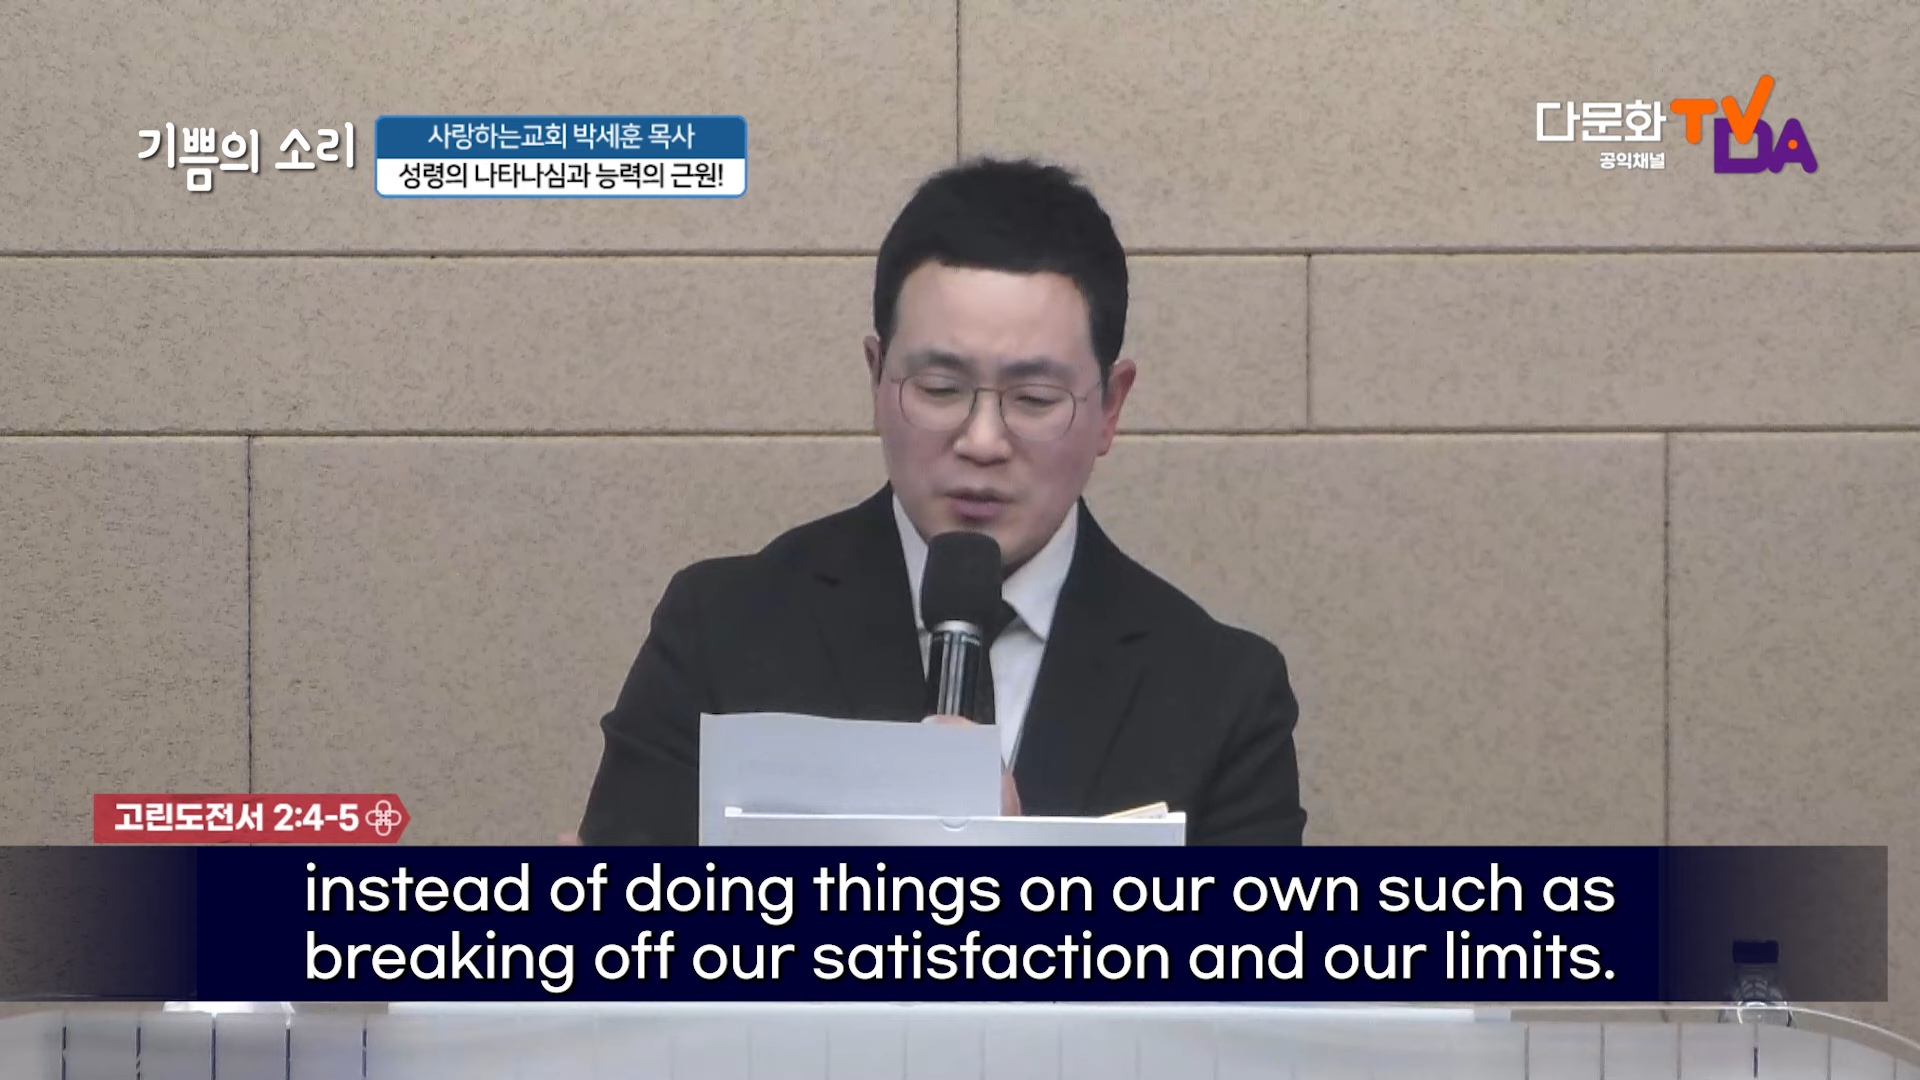 기쁨의 소리
사랑하는교회 박세훈 목사
성령의 나타나심과 능력의 근원!
다문화 TV
공익채널 DA
고린도전서 2:4-5
instead of doing things on our own such as
breaking off our satisfaction and our limits.